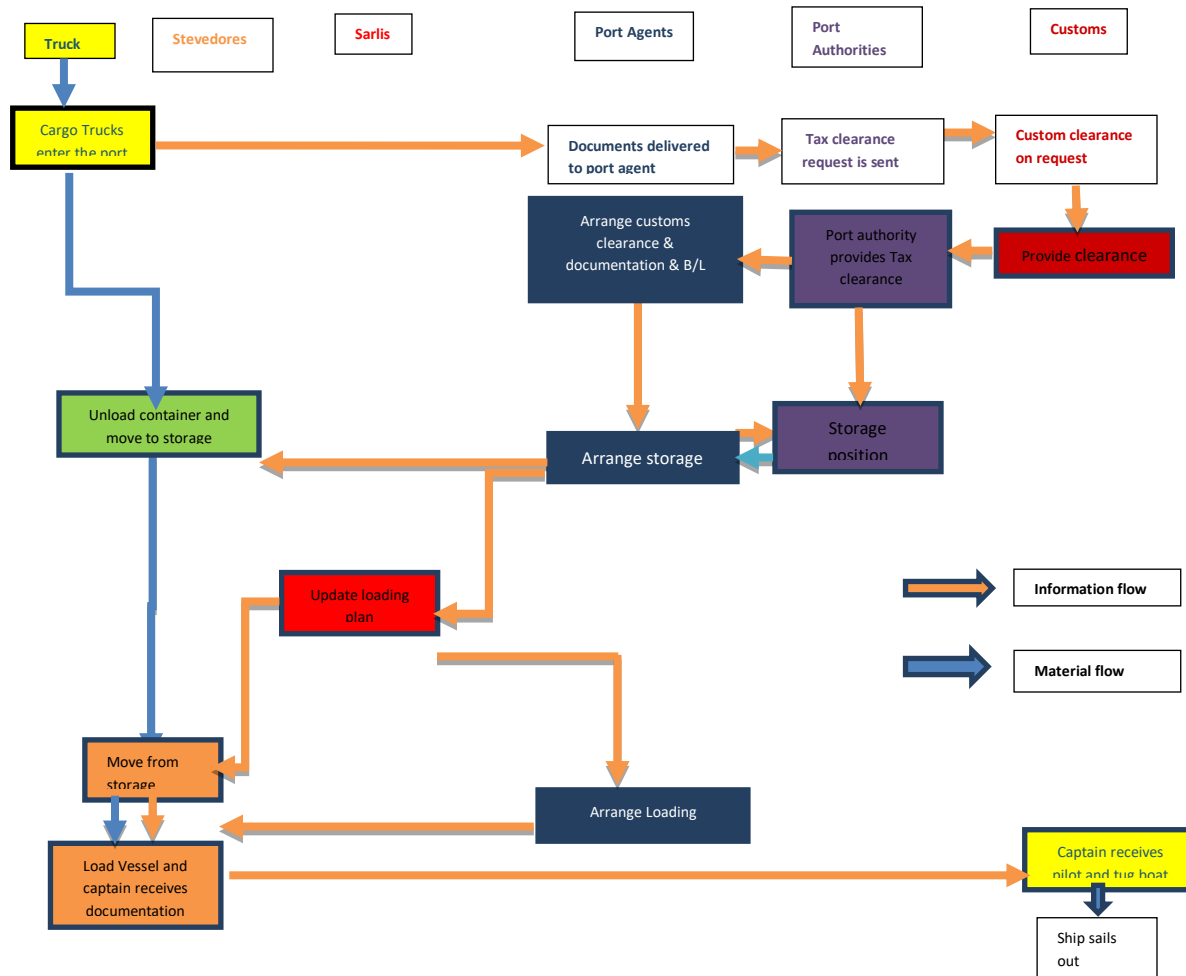 Truck
Stevedores
Sarlis
Port Agents
Port
Authorities
Customs
Cargo Trucks
enter the port
Documents delivered
to port agent
Tax clearance
request is sent
Custom clearance
on request
Arrange customs
clearance &
documentation & B/L
Port authority
provides Tax
clearance
Provide clearance
Unload container and
move to storage
Arrange storage
Storage
position
Update loading
plan
Information flow
Material flow
Move from
storage
Arrange Loading
Load Vessel and
captain receives
documentation
Captain receives
pilot and tug boat
Ship sails
out